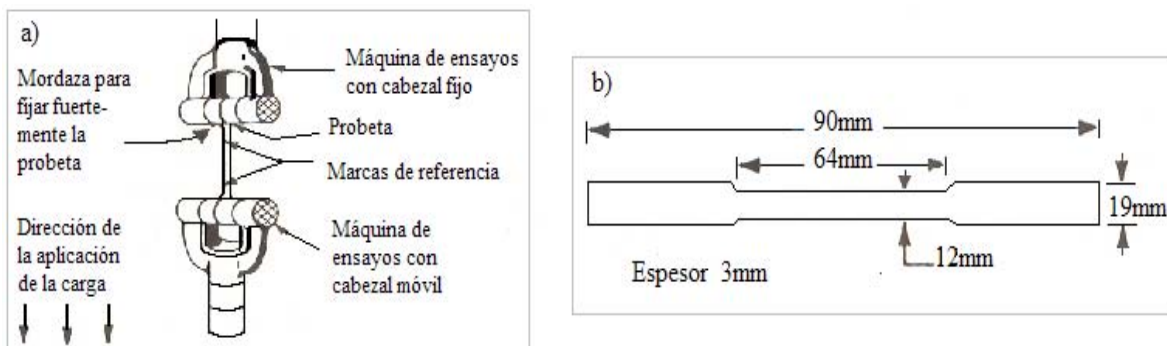 a)
Máquina de ensayos
con cabezal fijo
Mordaza para
fijar fuerte-
mente la
probeta
Probeta
Marcas de referencia
Dirección de
la aplicación
de la carga
Máquina de
ensayos con
cabezal móvil
b)
90mm
64mm
19mm
12mm
Espesor 3mm